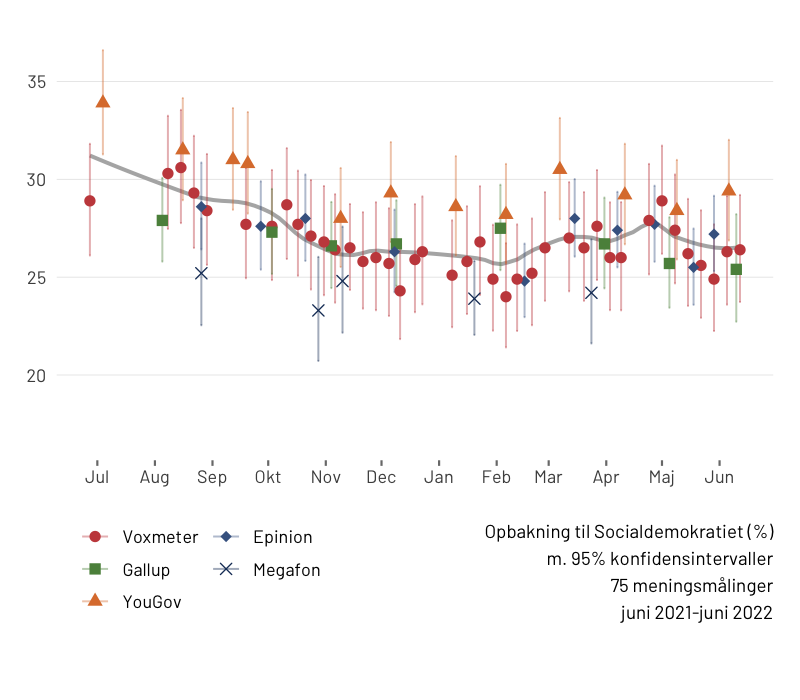 35
30
25
20
Jul Aug Sep Okt Nov Dec Jan Feb Mar Apr Maj Jun
Voxmeter Epinion
Gallup Megafon
YouGov
Opbakning til Socialdemokratiet (%)
m. 95% konfidensintervaller
75 meningsmålinger
juni 2021-juni 2022